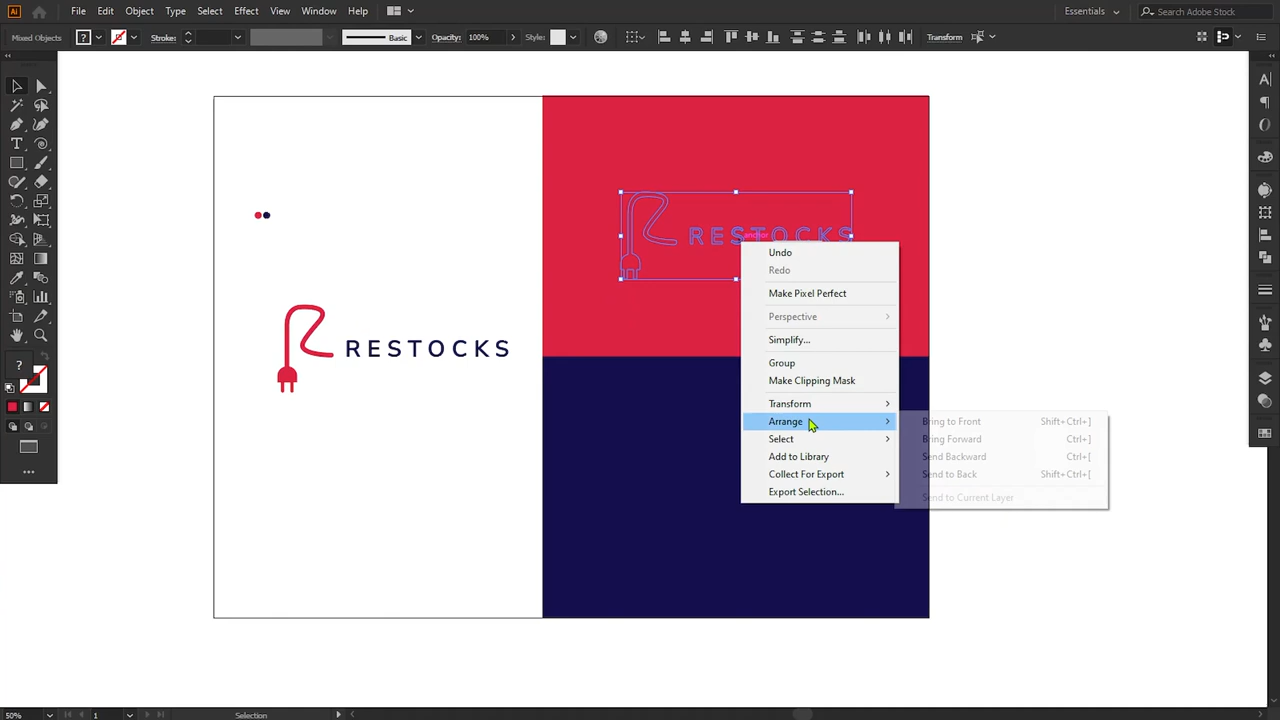 Ai File Edit Object Type Select Effect View Window Help Essentials Search Adobe Stock
Mixed Objects ? Stroke: Basic Opacity: 100% Style: Transform
RESTOCKS
anchor
Undo
Redo
Make Pixel Perfect
Perspective
Simplify...
RESTOCKS
Group
Make Clipping Mask
Transform
Arrange
Bring to Front Shift+Ctrl+]
Select
Bring Forward Ctrl+]
Add to Library
Send Backward Ctrl+[
Collect For Export
Send to Back Shift+Ctrl+[
Export Selection...
Send to Current Layer
?
50% 1 Selection